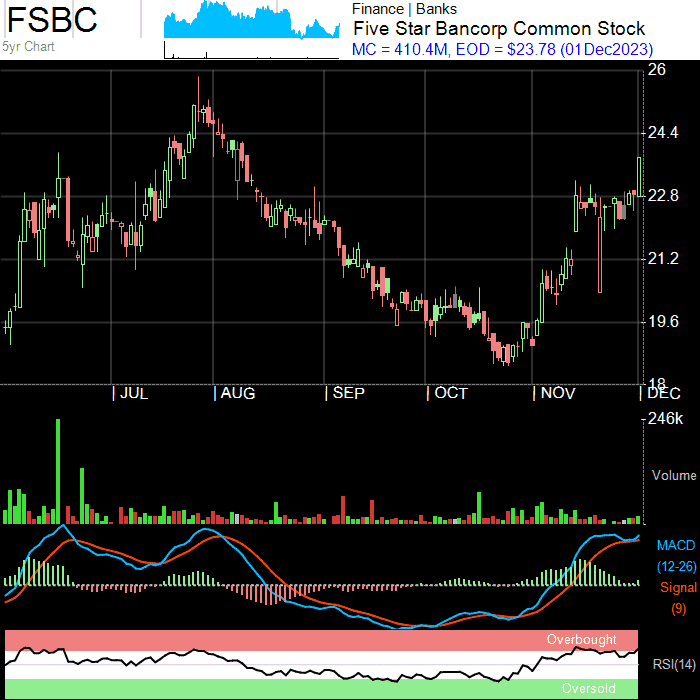 FSBC
5yr Chart
Finance | Banks
Five Star Bancorp Common Stock
MC = 410.4M, EOD = $23.78 (01Dec2023)
26
24.4
22.8
21.2
19.6
18
| JUL | AUG | SEP | OCT | NOV | DEC
246k
Volume
MACD
(12-26)
Signal
(9)
Overbought
RSI(14)
Oversold